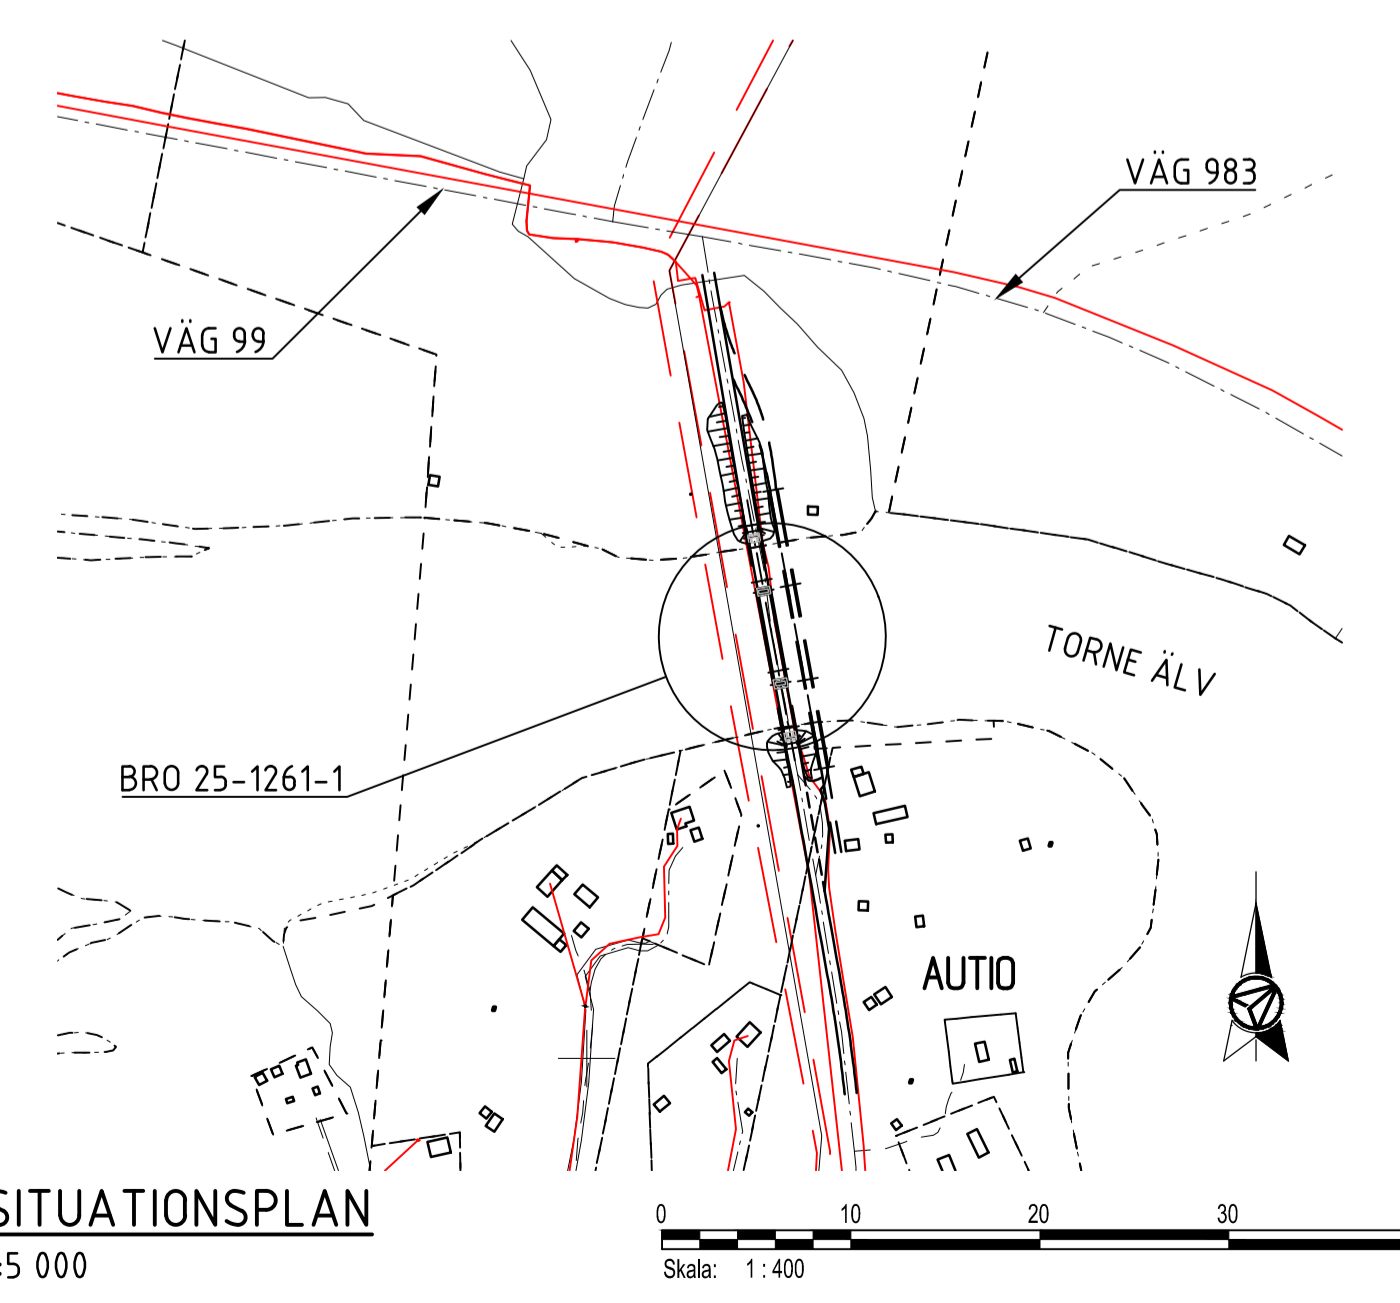 VÄG 983
VÄG 99
TORNE ÄLV
BRO 25-1261-1
AUTIO
SITUATIONSPLAN
:5 000
0 10 20 30
Skala: 1 : 400